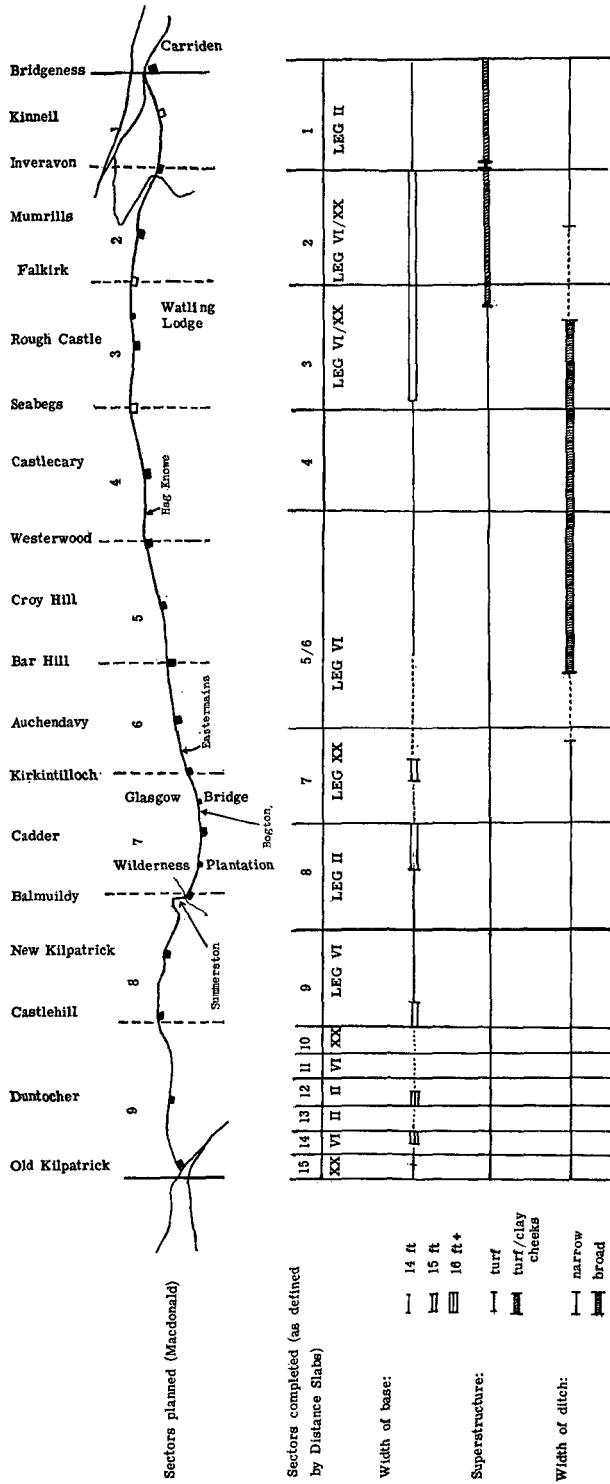 Bridgeness
Carriden
Kinneil
Inveravon
Mumrills
Falkirk
Watling
Lodge
Rough Castle
Seabegs
Castlecary
Hag Knowe
Westerwood
Croy Hill
Bar Hill
Auchendavy
Eastermains
Kirkintilloch
Glasgow Bridge
Bogton
Cadder
Wilderness Plantation
Balmuildy
Summerston
New Kilpatrick
Castlehill
Duntocher
Old Kilpatrick
1
2
3
4
5
6
7
8
9
Sectors planned (Macdonald)
Sectors completed (as defined
by Distance Slabs)
15 14 13 12 11 10 9 8 7 5/6 4 3 2 1
XX VI II II VI XX LEG VI LEG II LEG XX LEG VI LEG VI/XX LEG VI/XX LEG II
Width of base:
14 ft
15 ft
16 ft+
Superstructure:
turf
turf/clay
cheeks
Width of ditch:
narrow
broad